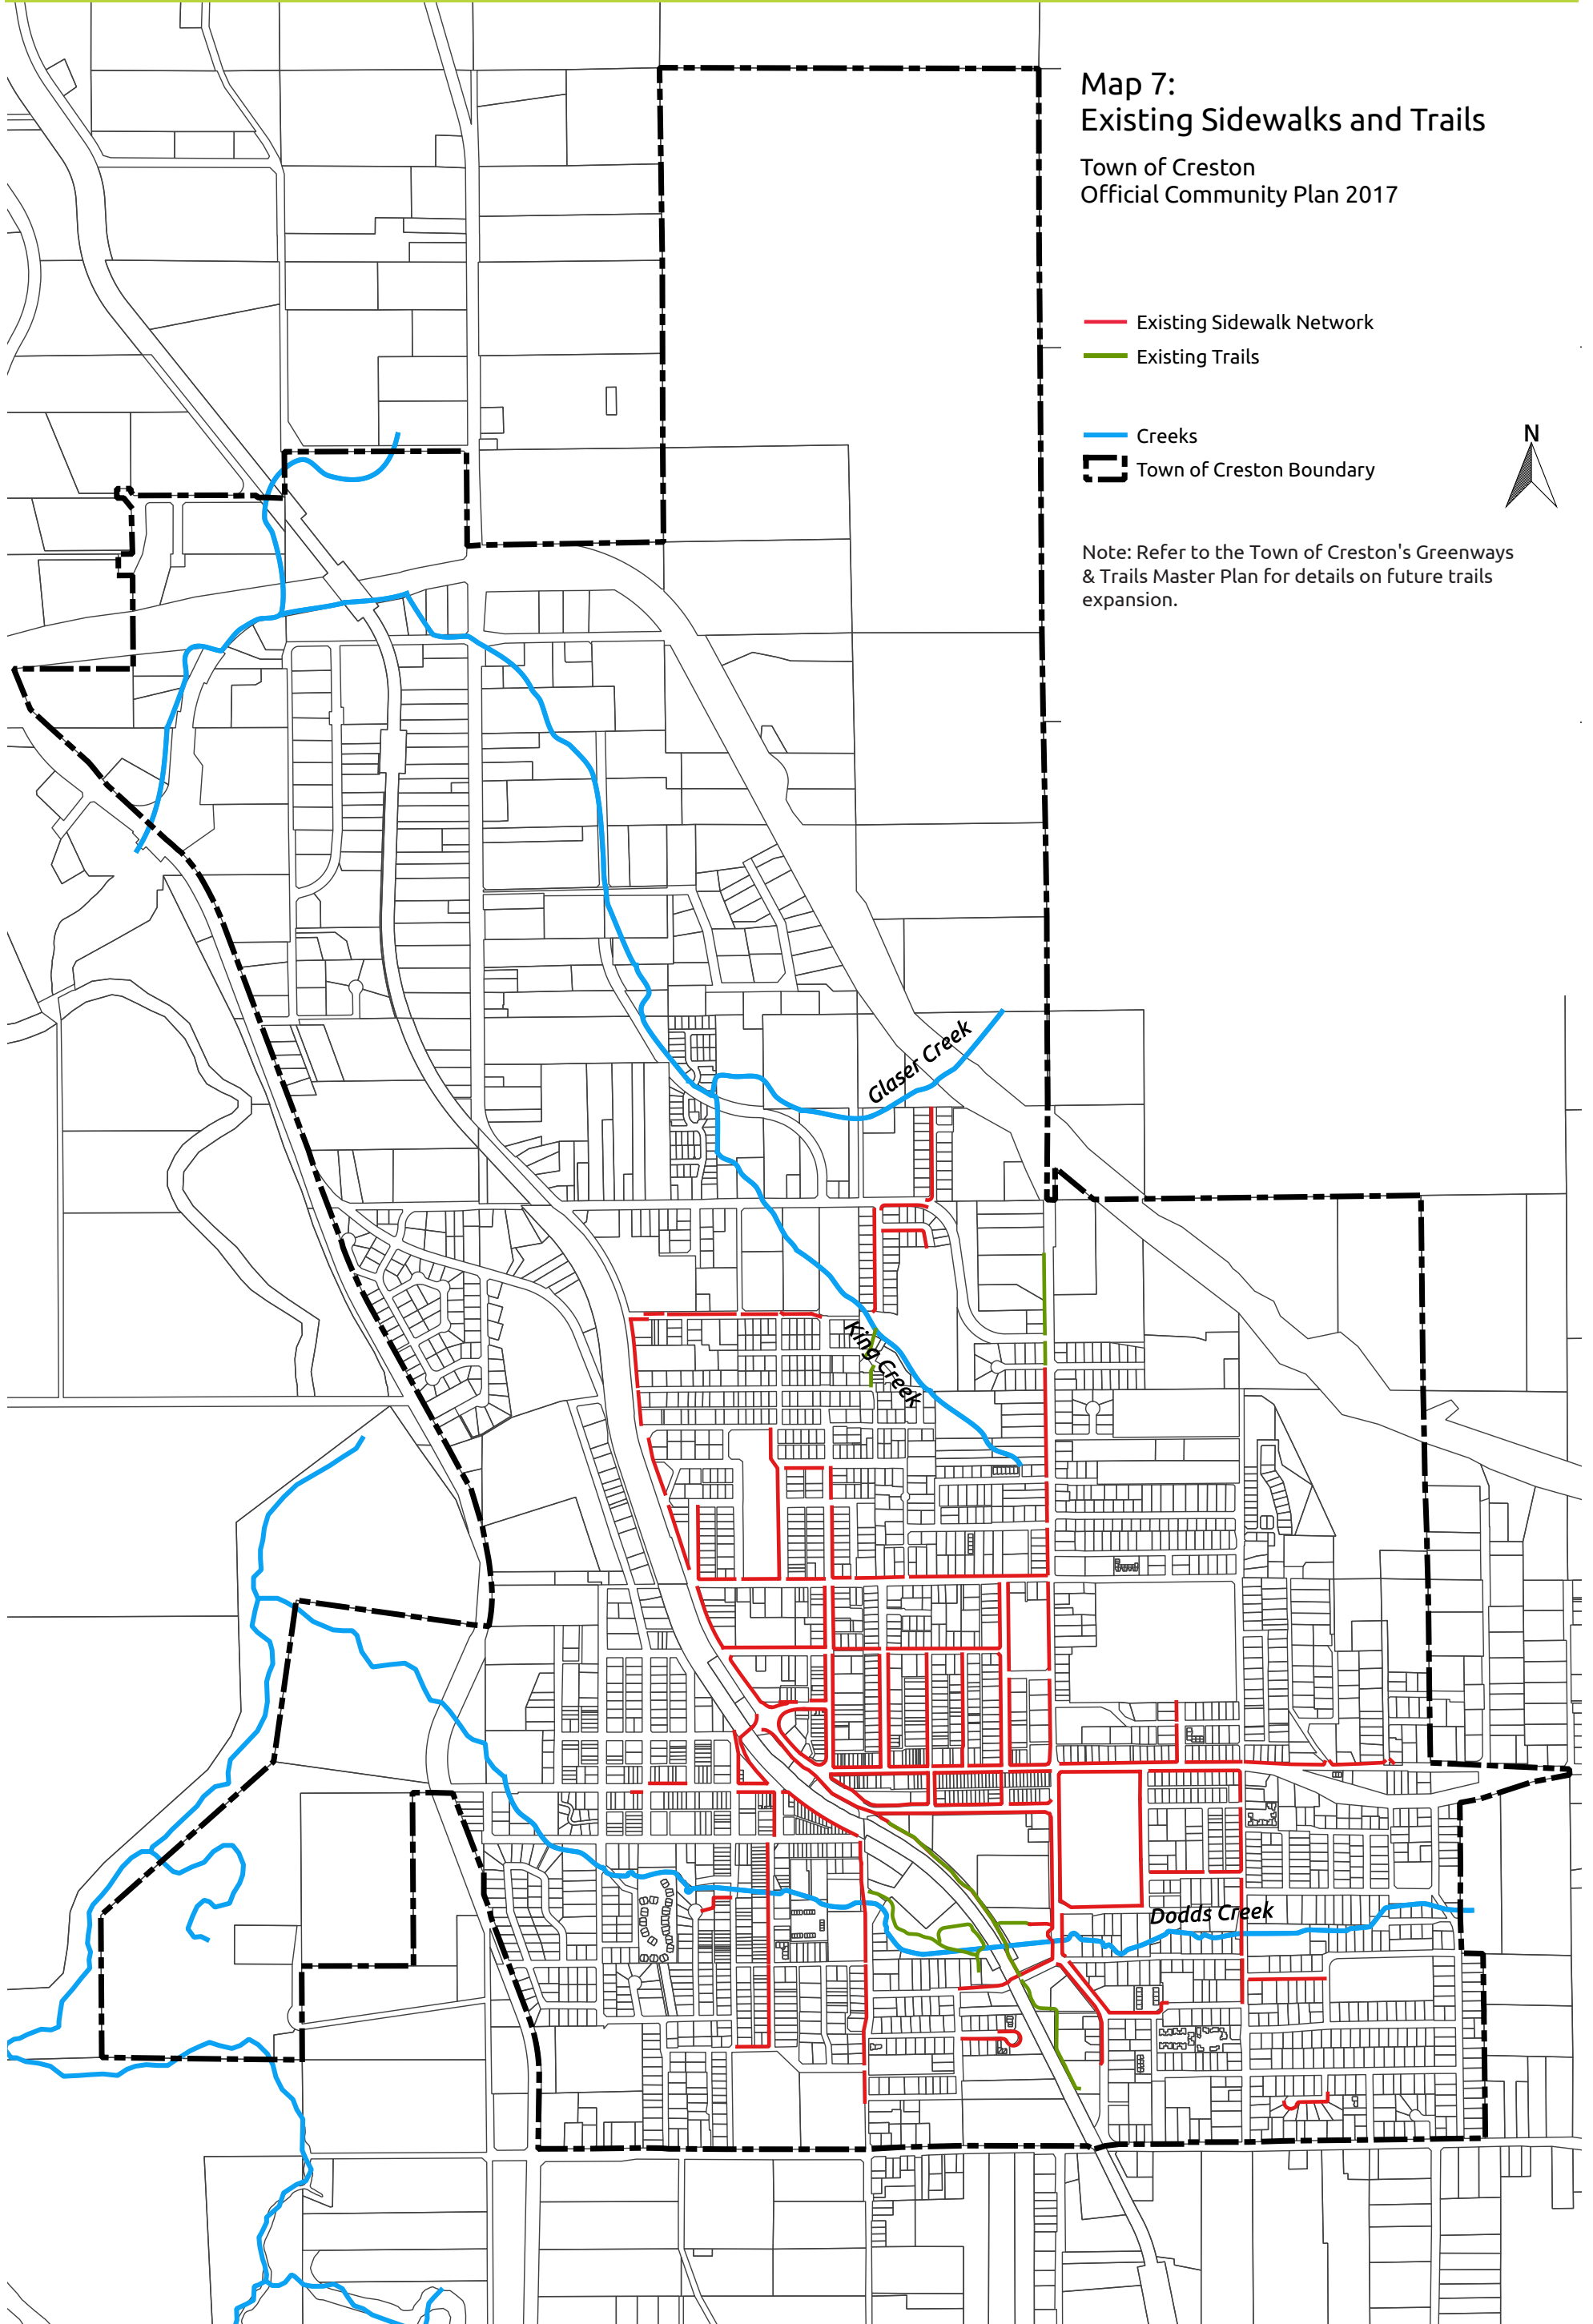 Map 7:
Existing Sidewalks and Trails
Town of Creston
Official Community Plan 2017
Existing Sidewalk Network
Existing Trails
Creeks
Town of Creston Boundary
N
Note: Refer to the Town of Creston's Greenways
& Trails Master Plan for details on future trails
expansion.
Glaser Creek
King Creek
Dodds Creek